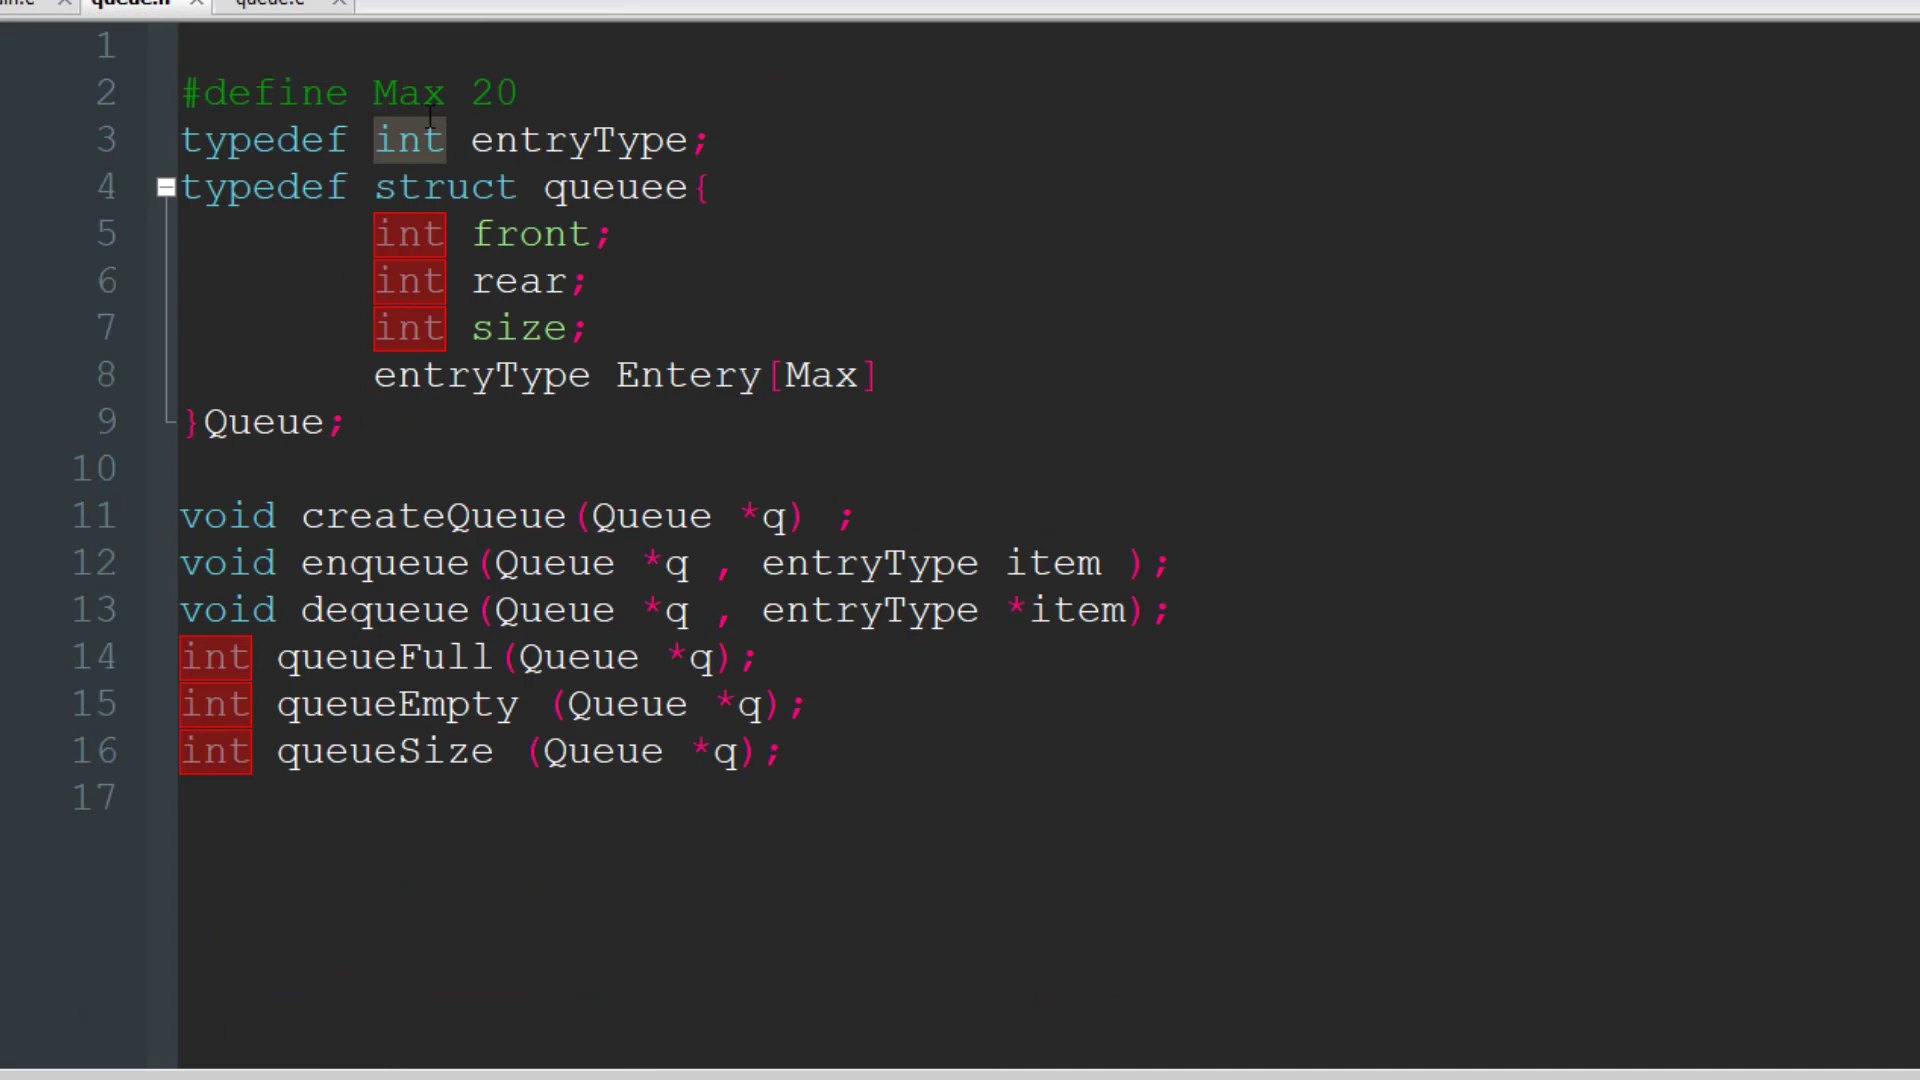 queue.h queue.c
1
2 #define Max 20
3 typedef int entryType;
4 typedef struct queuee{
5 int front;
6 int rear;
7 int size;
8 entryType Entery[Max]
9 }Queue;
10
11 void createQueue(Queue *q) ;
12 void enqueue(Queue *q , entryType item );
13 void dequeue(Queue *q , entryType *item);
14 int queueFull(Queue *q);
15 int queueEmpty (Queue *q);
16 int queueSize (Queue *q);
17